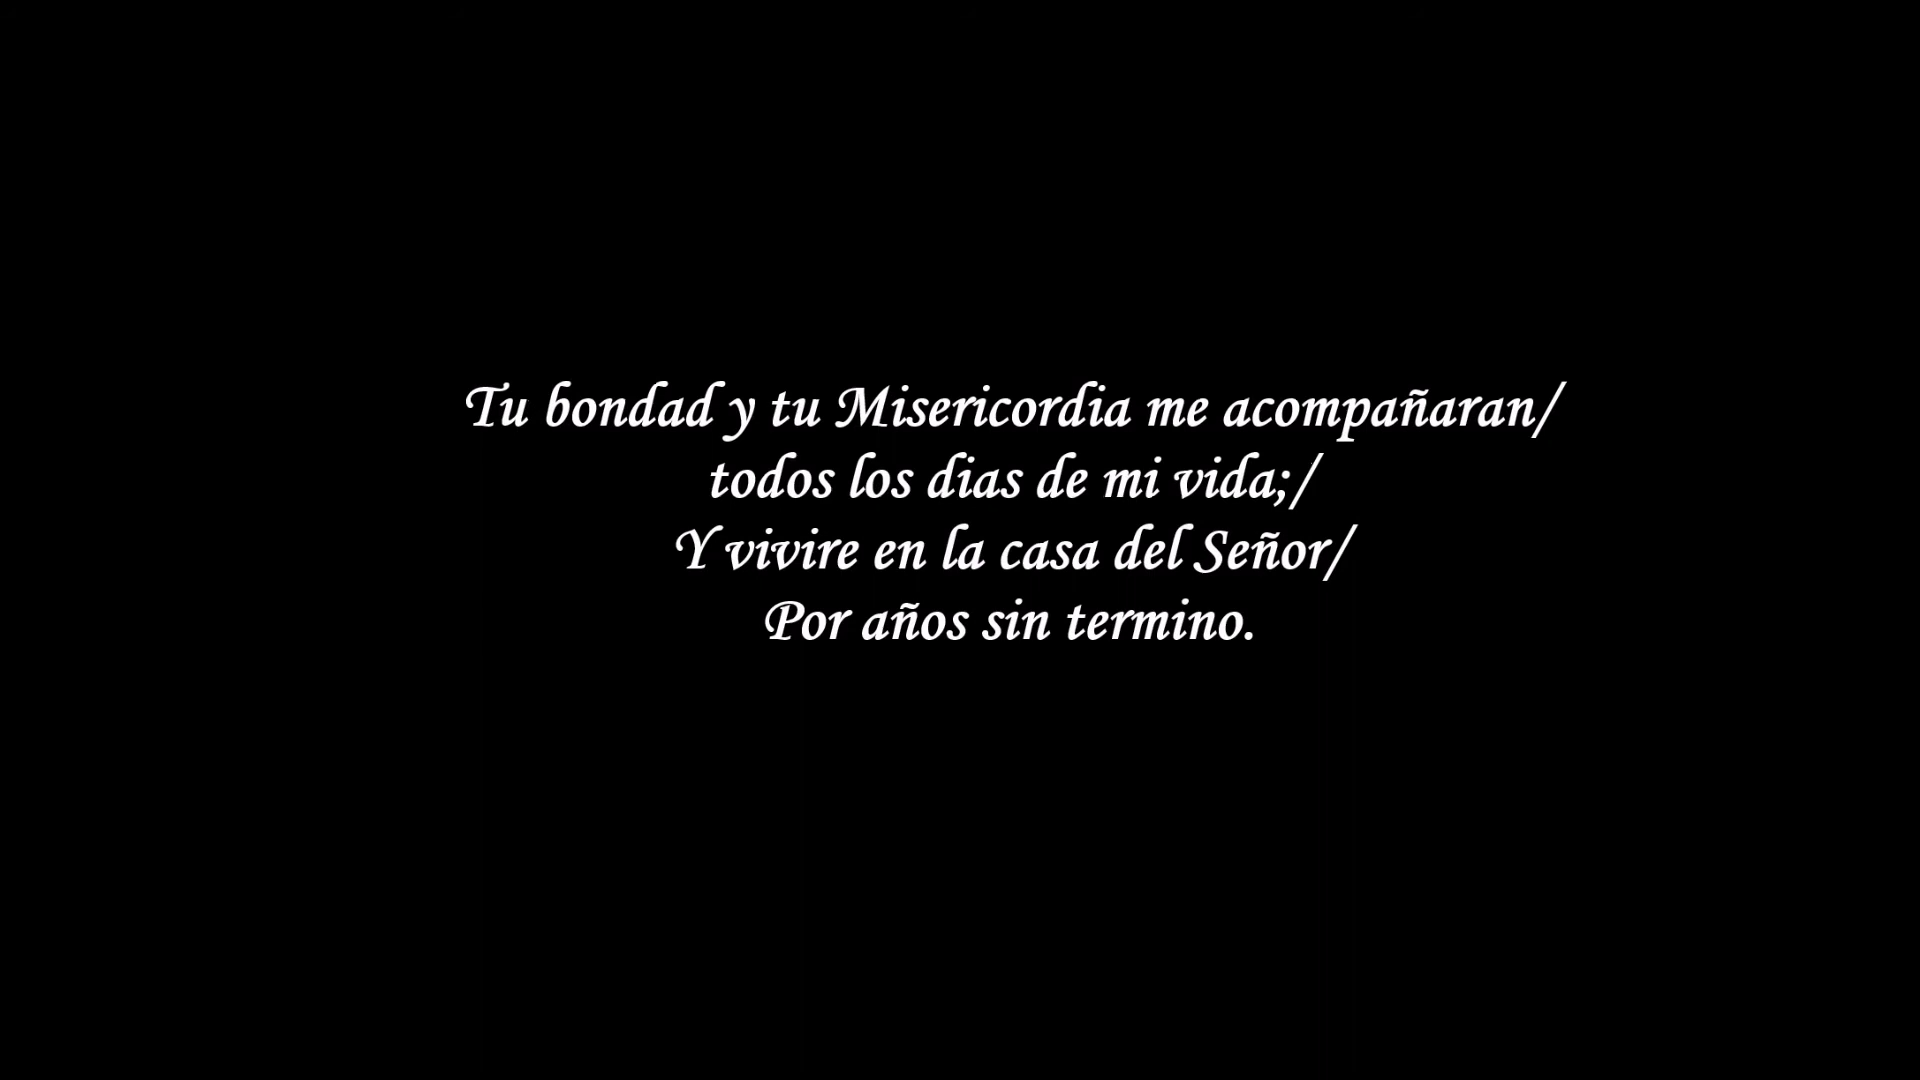 Tu bondad y tu Misericordia me acompañaran/
todos los dias de mi vida;/
Y vivire en la casa del Señor/
Por años sin termino.